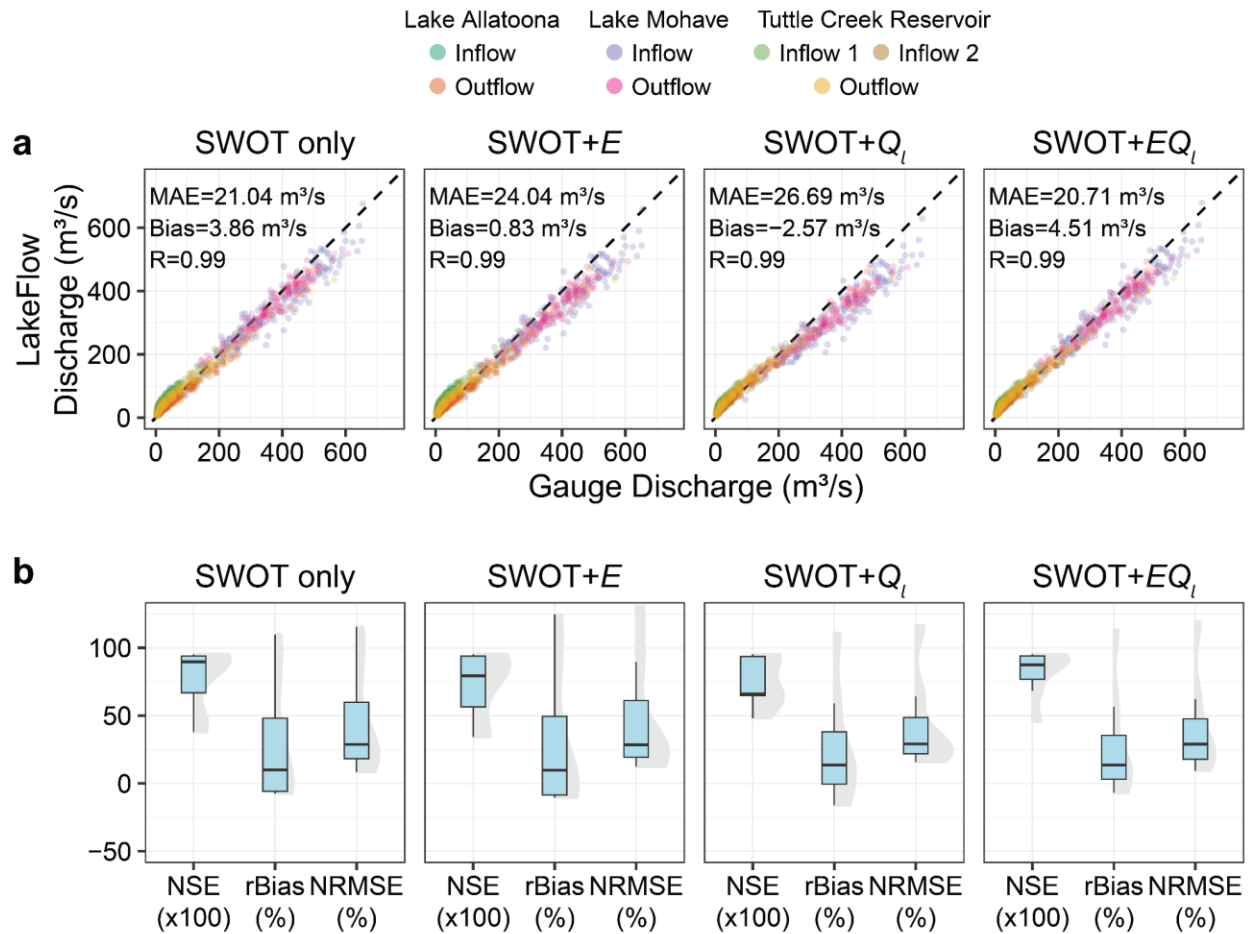 Lake Allatoona Lake Mohave Tuttle Creek Reservoir
Inflow Inflow Inflow 1 Inflow 2
Outflow Outflow Outflow
a
SWOT only SWOT+E SWOT+Qₗ SWOT+EQₗ
LakeFlow
Discharge (m³/s)
MAE=21.04 m³/s
Bias=3.86 m³/s
R=0.99
MAE=24.04 m³/s
Bias=0.83 m³/s
R=0.99
MAE=26.69 m³/s
Bias=−2.57 m³/s
R=0.99
MAE=20.71 m³/s
Bias=4.51 m³/s
R=0.99
600
400
200
0
0 200 400 600 0 200 400 600 0 200 400 600 0 200 400 600
Gauge Discharge (m³/s)
b
SWOT only SWOT+E SWOT+Qₗ SWOT+EQₗ
100
50
0
−50
NSE rBias NRMSE NSE rBias NRMSE NSE rBias NRMSE NSE rBias NRMSE
(x100) (%) (%) (x100) (%) (%) (x100) (%) (%) (x100) (%) (%)